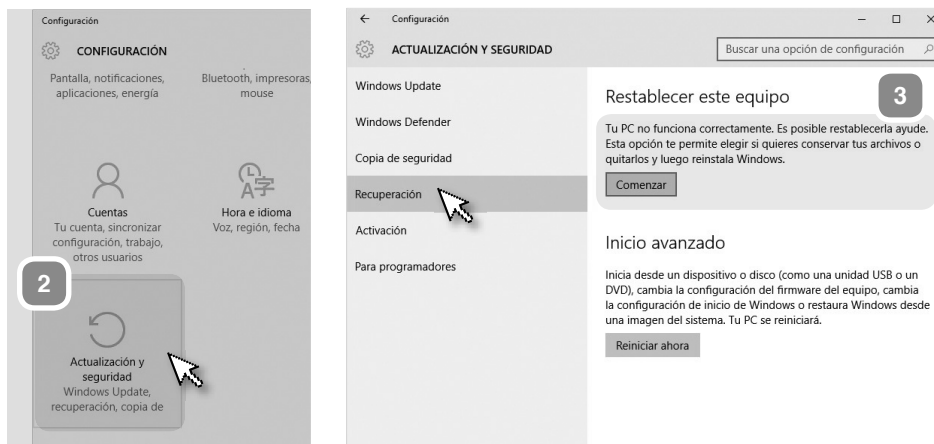 Configuración
CONFIGURACIÓN
Pantalla, notificaciones,
aplicaciones, energía
Bluetooth, impresoras,
mouse
Cuentas
Tu cuenta, sincronizar
configuración, trabajo,
otros usuarios
Hora e idioma
Voz, región, fecha
2
Actualización y
seguridad
Windows Update,
recuperación, copia de
Configuración
ACTUALIZACIÓN Y SEGURIDAD
Buscar una opción de configuración
Windows Update
Windows Defender
Copia de seguridad
Recuperación
Activación
Para programadores
Restablecer este equipo
3
Tu PC no funciona correctamente. Es posible restablecerla ayude.
Esta opción te permite elegir si quieres conservar tus archivos o
quitarlos y luego reinstala Windows.
Comenzar
Inicio avanzado
Inicia desde un dispositivo o disco (como una unidad USB o un
DVD), cambia la configuración del firmware del equipo, cambia
la configuración de inicio de Windows o restaura Windows desde
una imagen del sistema. Tu PC se reiniciará.
Reiniciar ahora